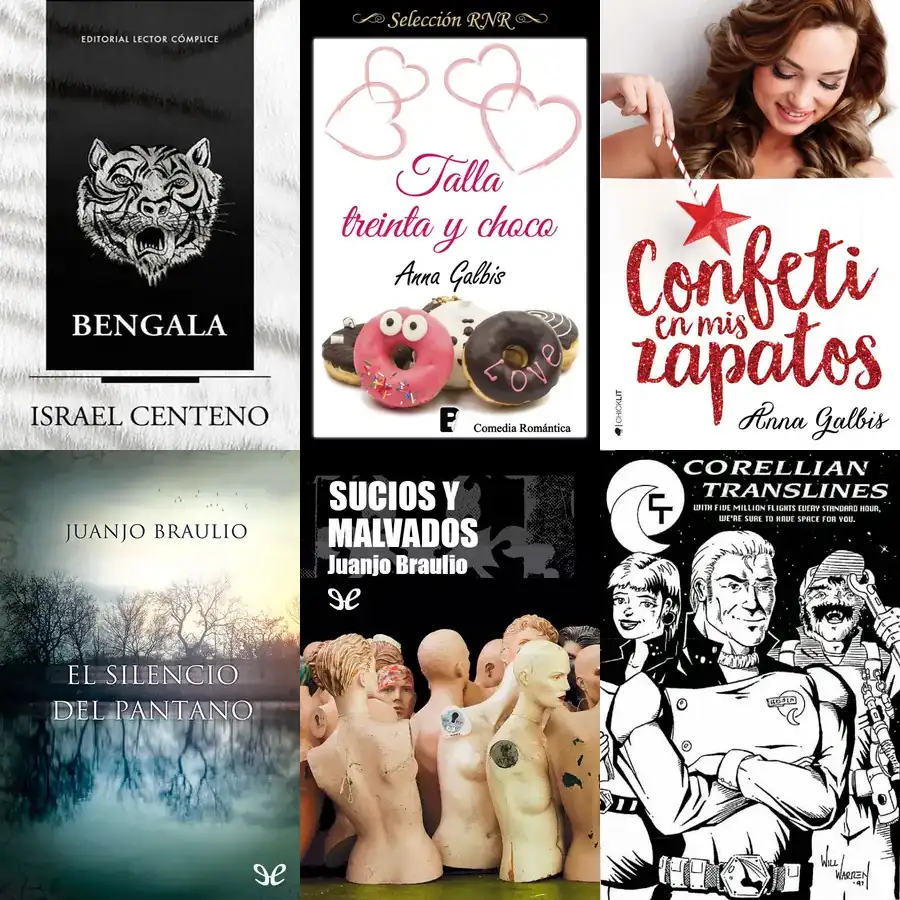 EDITORIAL LECTOR CÓMPLICE
BENGALA
ISRAEL CENTENO
Selección RNR
Talla
treinta y choco
Anna Galbis
Love
B
Comedia Romántica
Confeti
en mis
zapatos
CHICKLIT
Anna Galbis
JUANJO BRAULIO
EL SILENCIO
DEL PANTANO
SUCIOS Y
MALVADOS
Juanjo Braulio
CORELLIAN
TRANSLINES
WITH FIVE MILLION FLIGHTS EVERY STANDARD HOUR,
WE'RE SURE TO HAVE SPACE FOR YOU.
CT
WILL
WARREN
'97